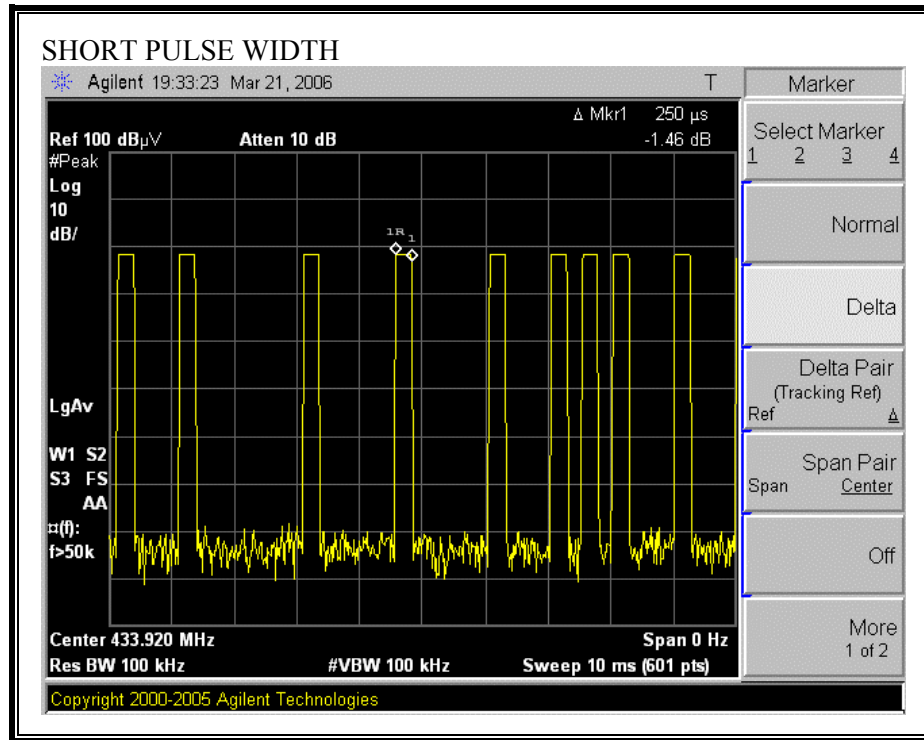 SHORT PULSE WIDTH
Agilent 19:33:23 Mar 21, 2006 T
Δ Mkr1 250 µs
Ref 100 dBµV Atten 10 dB -1.46 dB
#Peak
Log
10
dB/
1R 1
LgAv
W1 S2
S3 FS
AA
¤(f):
f>50k
Center 433.920 MHz Span 0 Hz
Res BW 100 kHz #VBW 100 kHz Sweep 10 ms (601 pts)
Copyright 2000-2005 Agilent Technologies
Marker
Select Marker
1 2 3 4
Normal
Delta
Delta Pair
(Tracking Ref)
Ref Δ
Span Pair
Span Center
Off
More
1 of 2